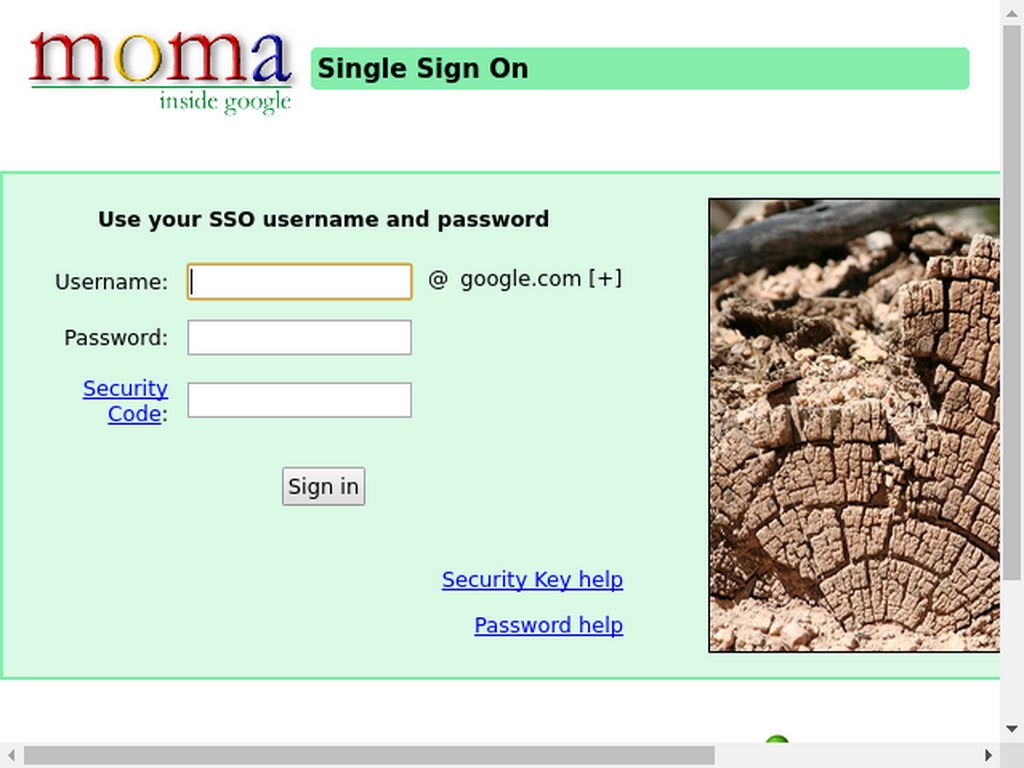 moma
inside google
Single Sign On
Use your SSO username and password
Username:
@ google.com [+]
Password:
Security
Code:
Sign in
Security Key help
Password help